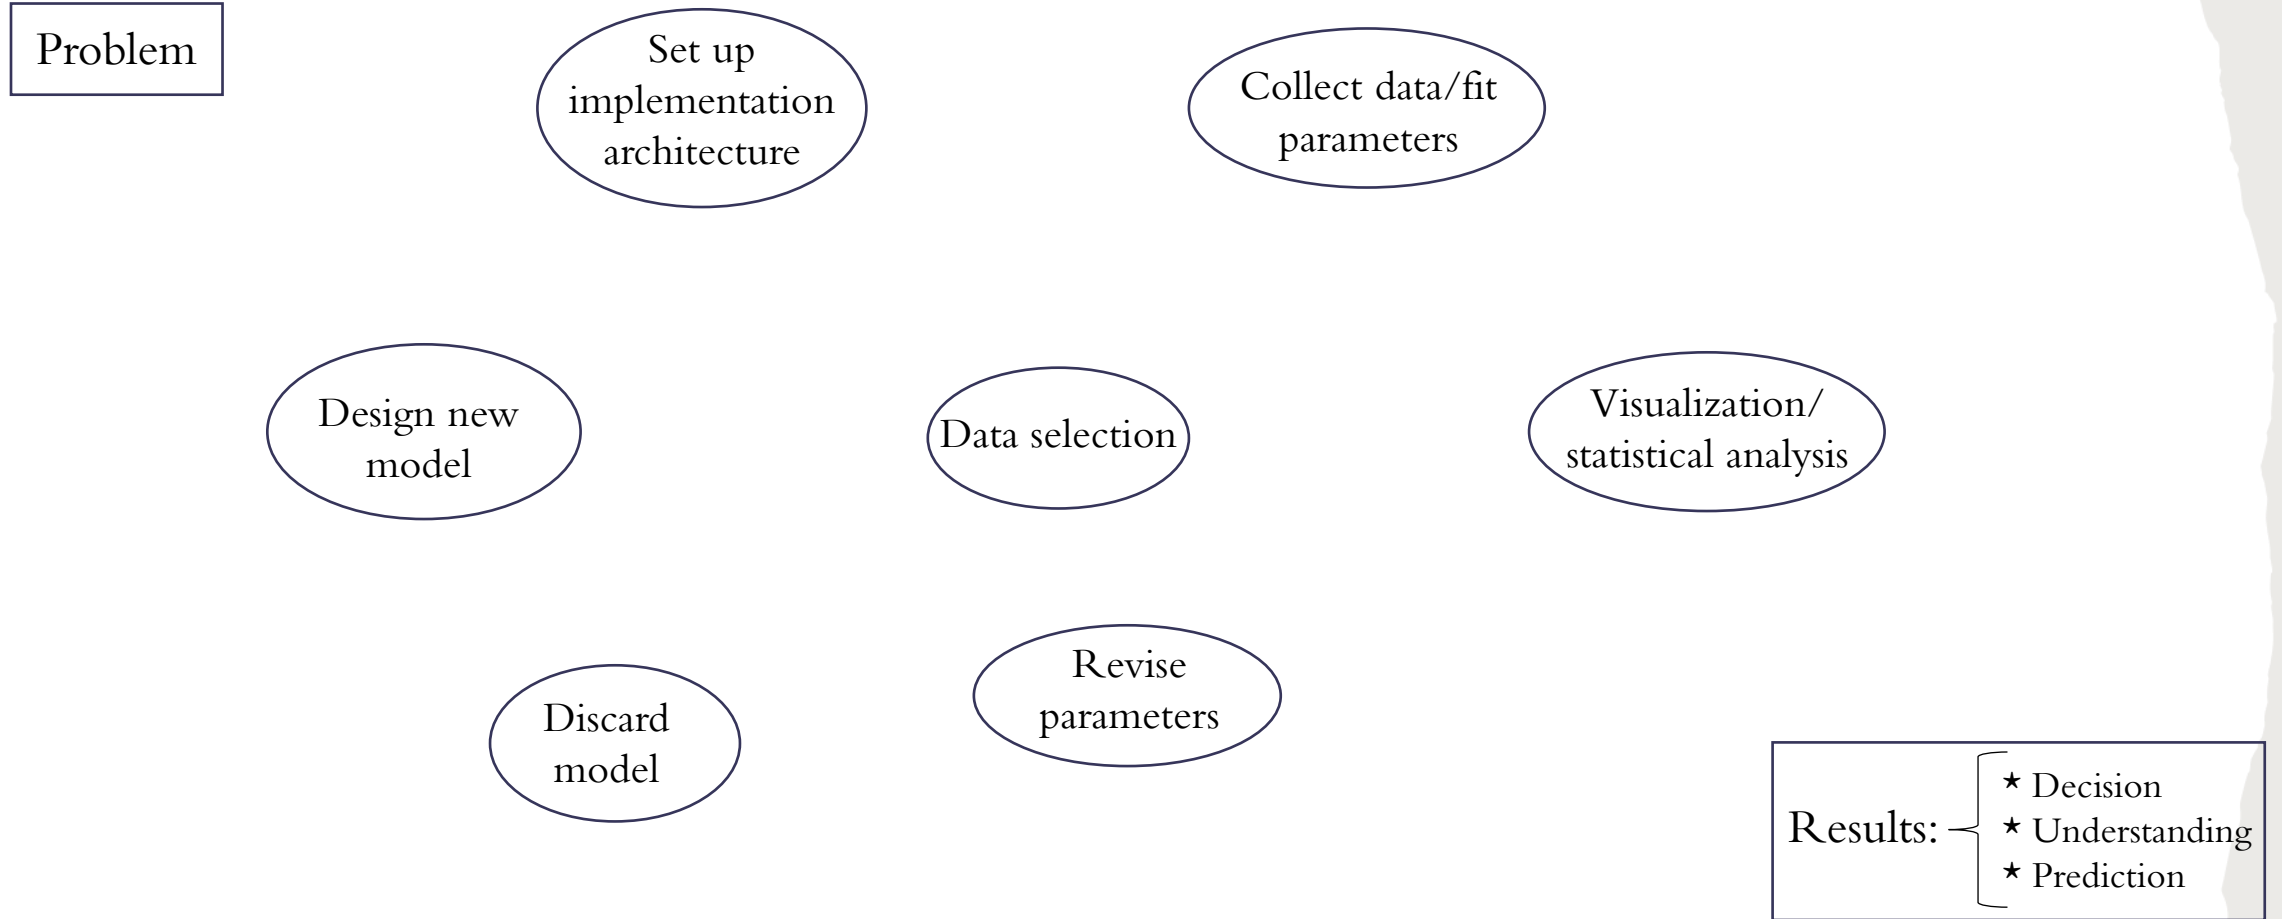 Problem
Set up
implementation
architecture
Collect data/fit
parameters
Design new
model
Data selection
Visualization/
statistical analysis
Discard
model
Revise
parameters
Results:
★ Decision
★ Understanding
★ Prediction